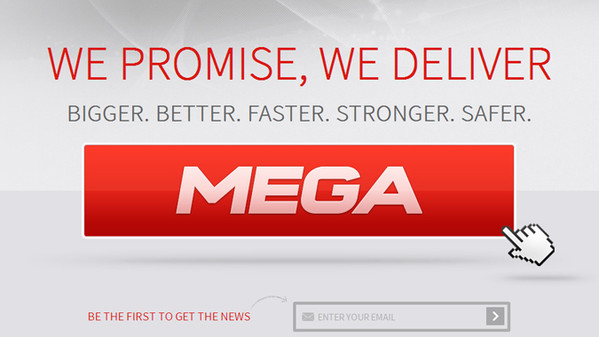 WE PROMISE, WE DELIVER
BIGGER. BETTER. FASTER. STRONGER. SAFER.
MEGA
BE THE FIRST TO GET THE NEWS
ENTER YOUR EMAIL